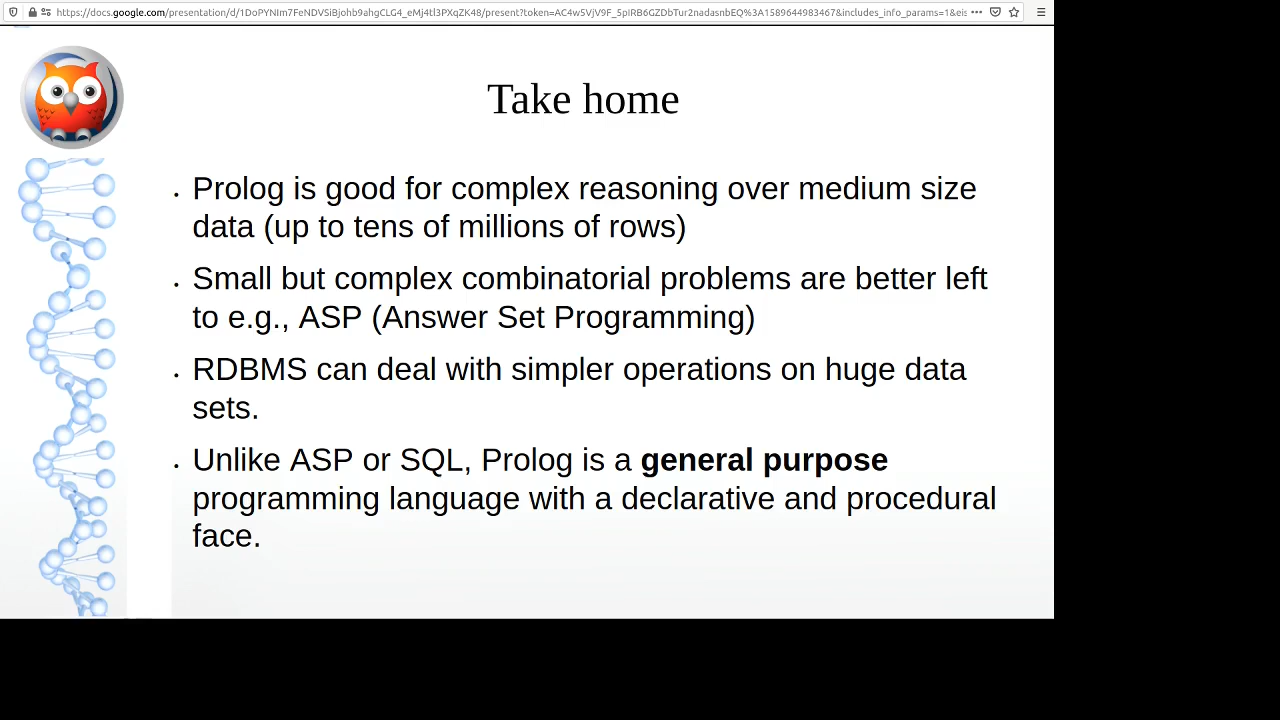 https://docs.google.com/presentation/d/1DoPYNIm7FeNDVSiBjohb9ahgCLG4_eMj4tl3PXqZK48/present?token=AC4w5VjV9F_5pIRB6GZDbTur2nadasnbEQ%3A1589644983467&includes_info_params=1&eis
Take home
• Prolog is good for complex reasoning over medium size
data (up to tens of millions of rows)
• Small but complex combinatorial problems are better left
to e.g., ASP (Answer Set Programming)
• RDBMS can deal with simpler operations on huge data
sets.
• Unlike ASP or SQL, Prolog is a general purpose
programming language with a declarative and procedural
face.